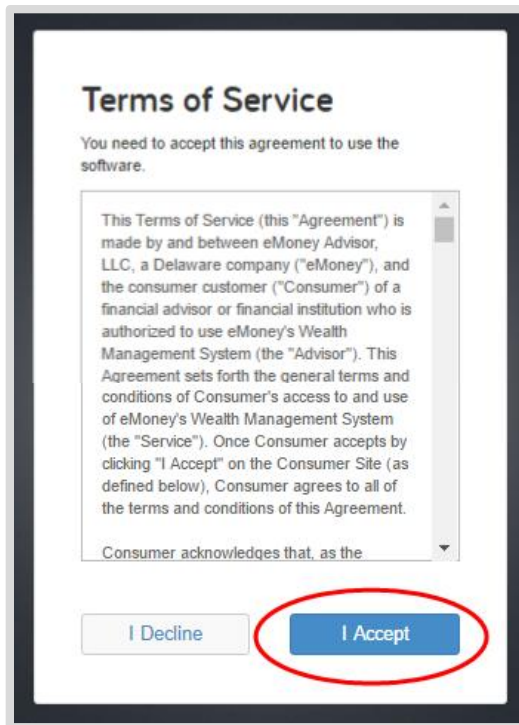 Terms of Service
You need to accept this agreement to use the
software.
This Terms of Service (this "Agreement") is
made by and between eMoney Advisor,
LLC, a Delaware company ("eMoney"), and
the consumer customer ("Consumer") of a
financial advisor or financial institution who is
authorized to use eMoney's Wealth
Management System (the "Advisor"). This
Agreement sets forth the general terms and
conditions of Consumer's access to and use
of eMoney's Wealth Management System
(the "Service"). Once Consumer accepts by
clicking "I Accept" on the Consumer Site (as
defined below), Consumer agrees to all of
the terms and conditions of this Agreement.
Consumer acknowledges that, as the
I Decline
I Accept